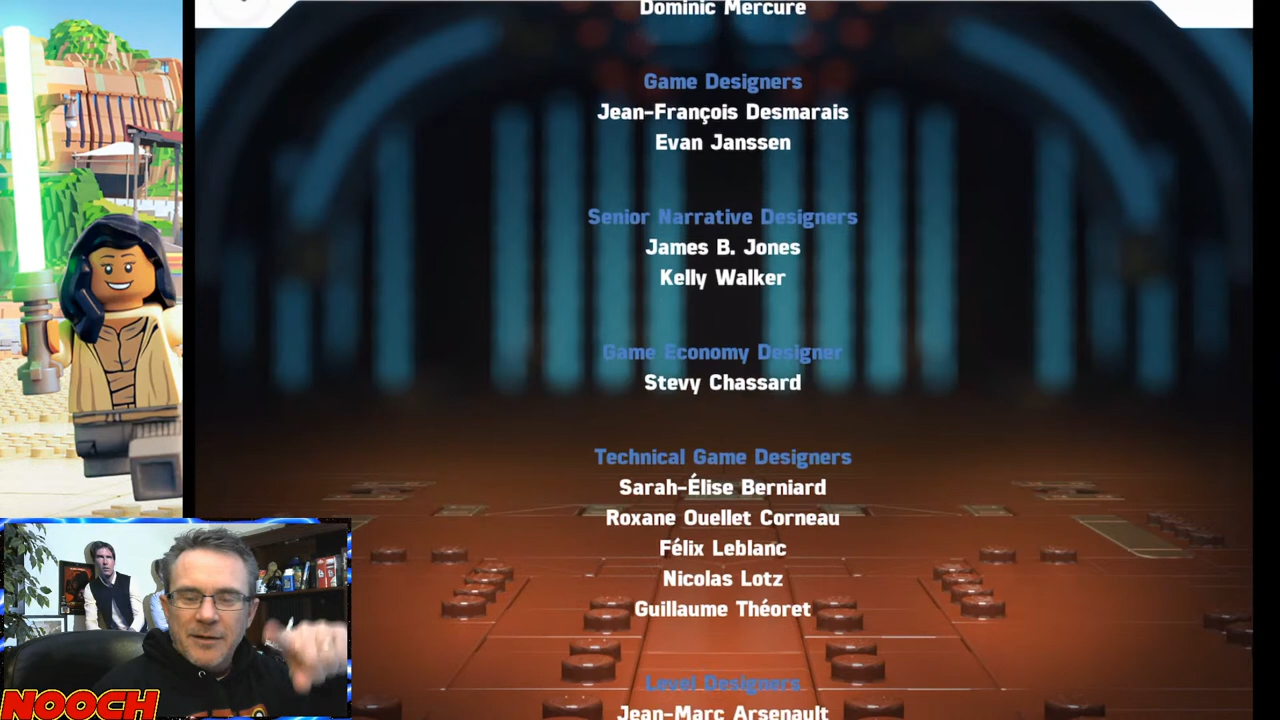 Dominic Mercure
Game Designers
Jean-François Desmarais
Evan Janssen
Senior Narrative Designers
James B. Jones
Kelly Walker
Game Economy Designer
Stevy Chassard
Technical Game Designers
Sarah-Élise Berniard
Roxane Ouellet Corneau
Félix Leblanc
Nicolas Lotz
Guillaume Théoret
Level Designers
Jean-Marc Arsenault
NOOCH